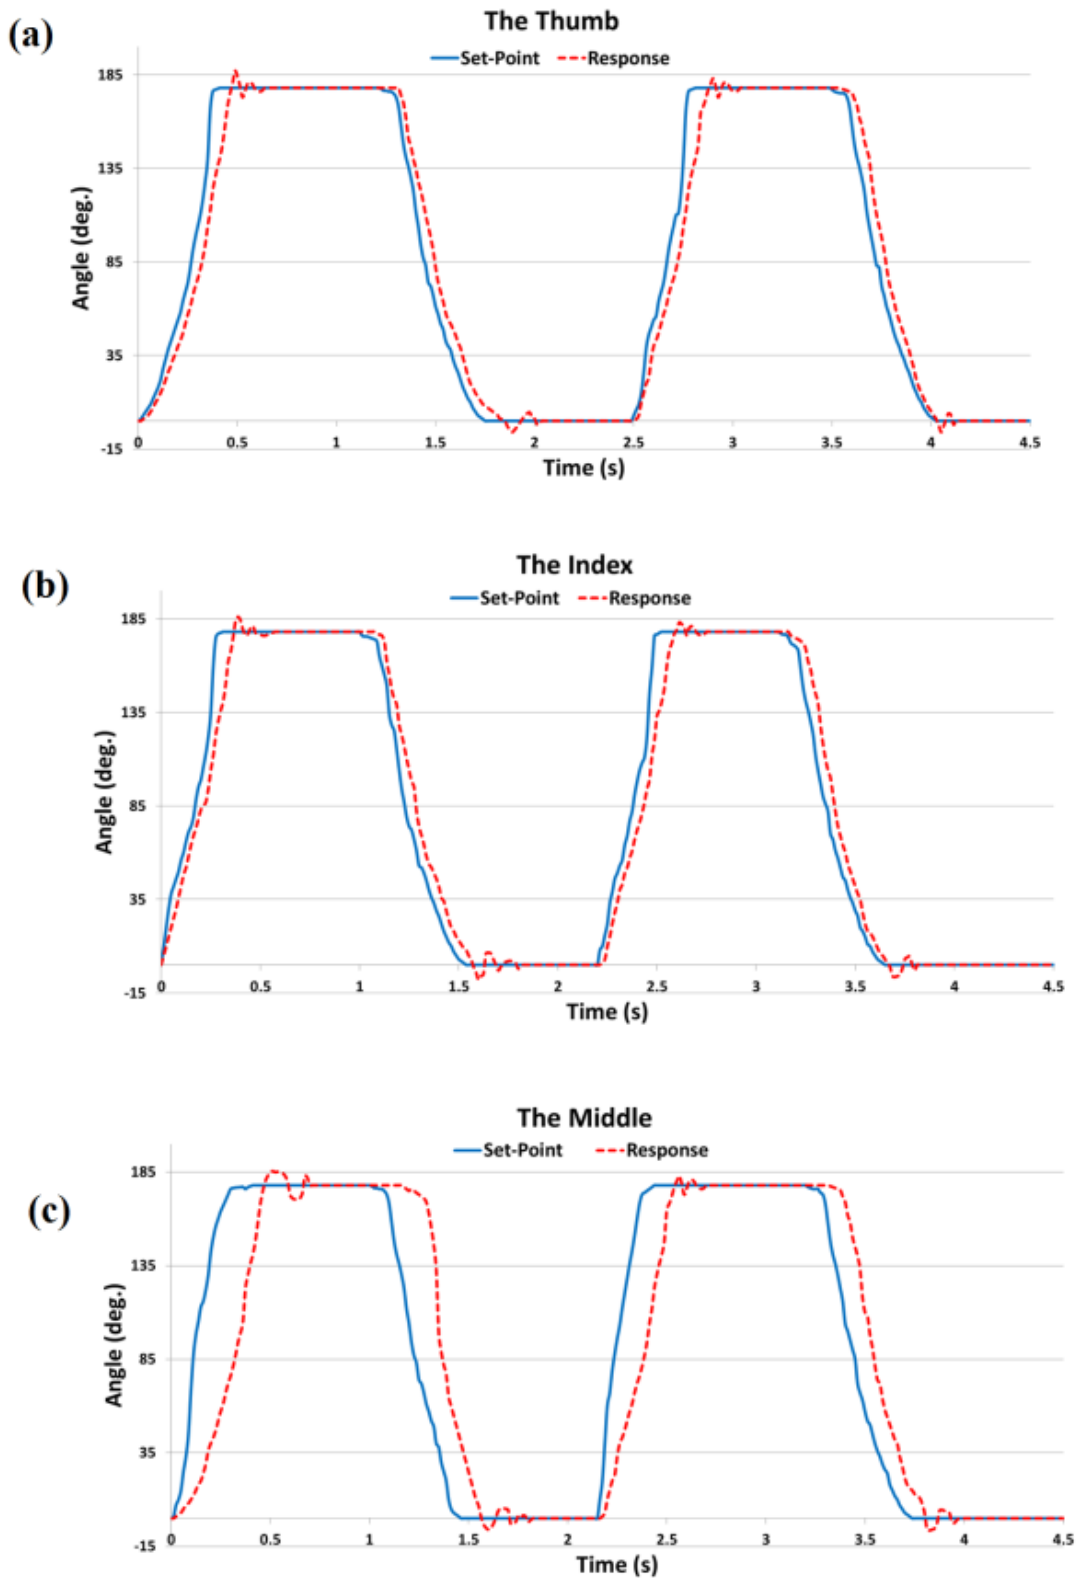 (a)
The Thumb
Set-Point Response
185
135
85
35
-15
Angle (deg.)
0 0.5 1 1.5 2 2.5 3 3.5 4 4.5
Time (s)
(b)
The Index
Set-Point Response
185
135
85
35
-15
Angle (deg.)
0 0.5 1 1.5 2 2.5 3 3.5 4 4.5
Time (s)
(c)
The Middle
Set-Point Response
185
135
85
35
-15
Angle (deg.)
0 0.5 1 1.5 2 2.5 3 3.5 4 4.5
Time (s)